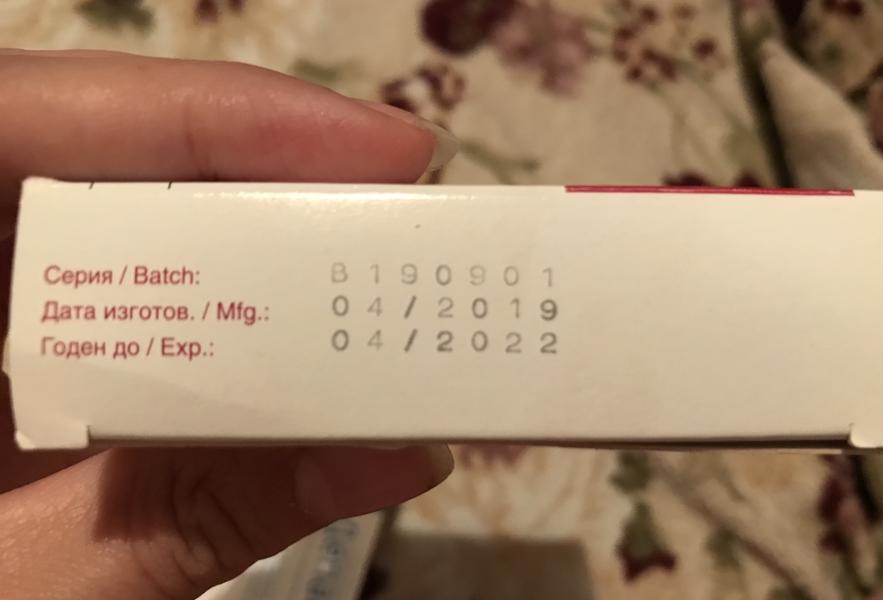 Серия / Batch: B190901
Дата изготов. / Mfg.: 04/2019
Годен до / Exp.: 04/2022